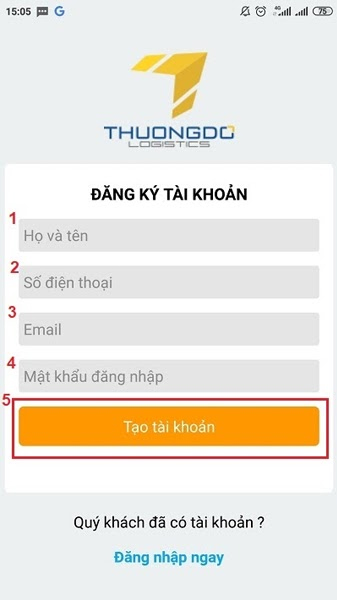 15:05
4G
75
THUONGDO
LOGISTICS
ĐĂNG KÝ TÀI KHOẢN
1
Họ và tên
2
Số điện thoại
3
Email
4
Mật khẩu đăng nhập
5
Tạo tài khoản
Quý khách đã có tài khoản ?
Đăng nhập ngay